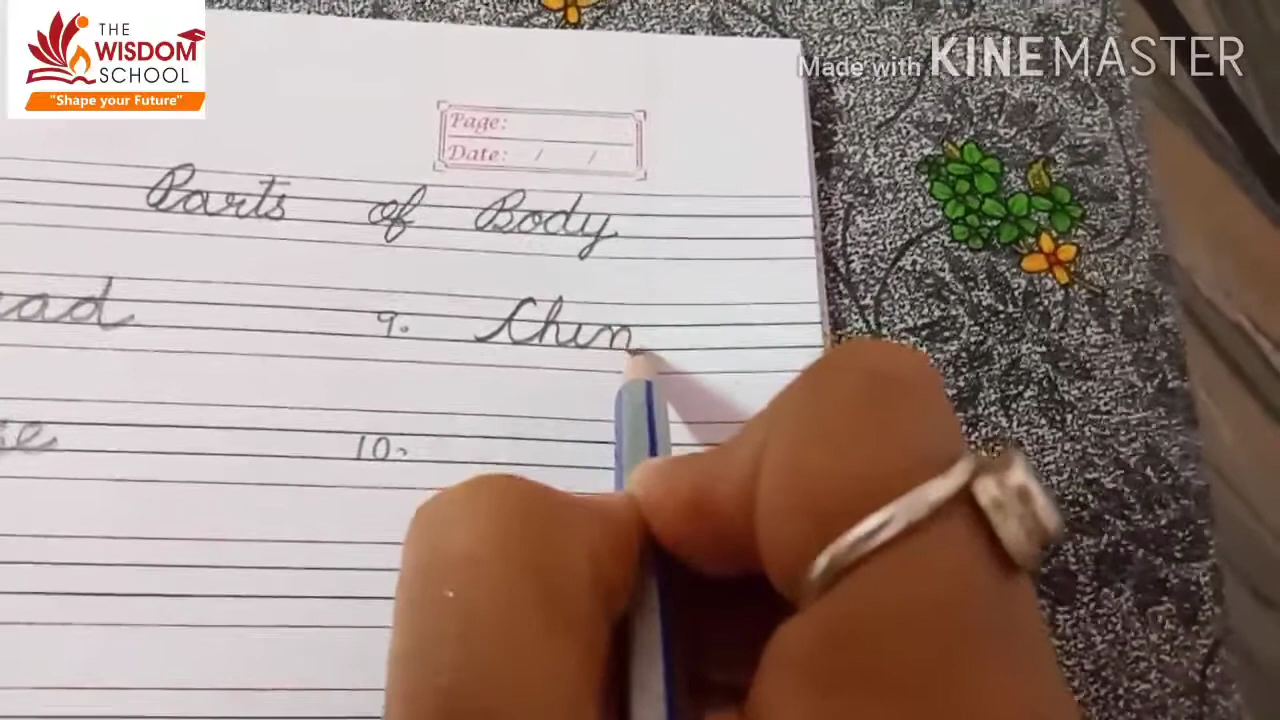 THE
WISDOM
SCHOOL
"Shape your Future"
Made with KINEMASTER
Page:
Date: / /
Parts of Body
9. Chin
10.